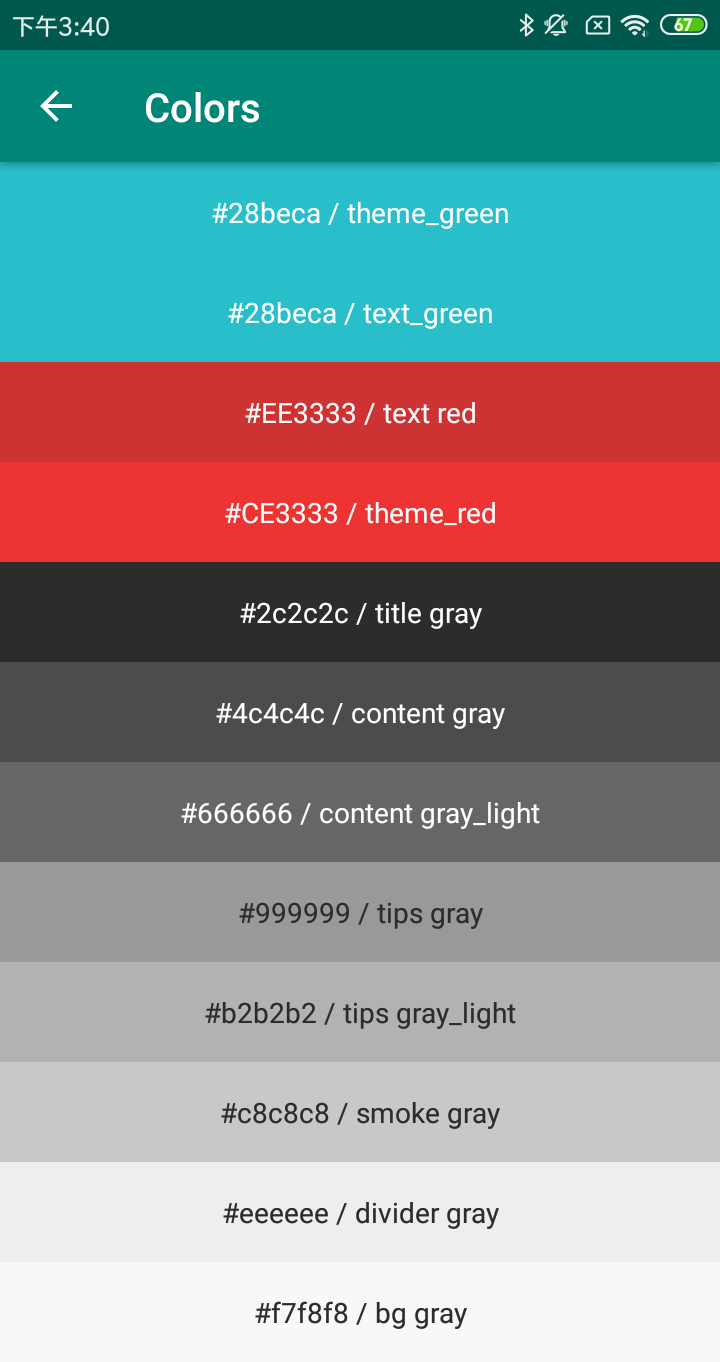 下午3:40
67
Colors
#28beca / theme_green
#28beca / text_green
#EE3333 / text red
#CE3333 / theme_red
#2c2c2c / title gray
#4c4c4c / content gray
#666666 / content gray_light
#999999 / tips gray
#b2b2b2 / tips gray_light
#c8c8c8 / smoke gray
#eeeeee / divider gray
#f7f8f8 / bg gray